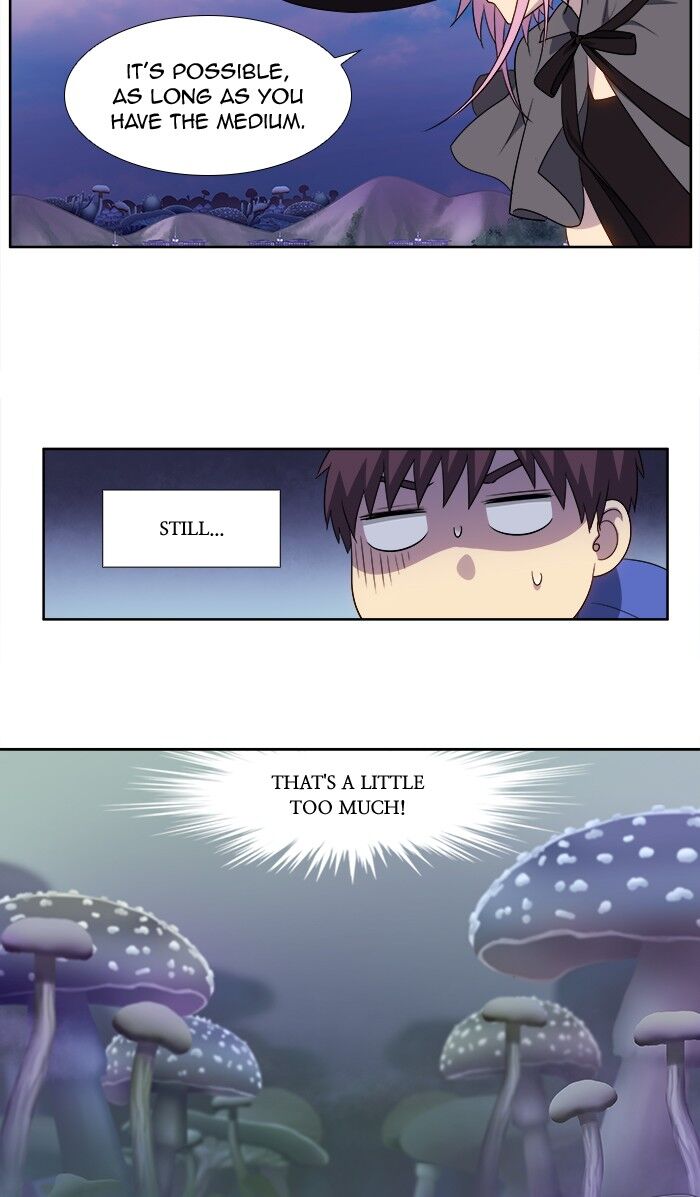 IT'S POSSIBLE,
AS LONG AS YOU
HAVE THE MEDIUM.
STILL...
THAT'S A LITTLE
TOO MUCH!